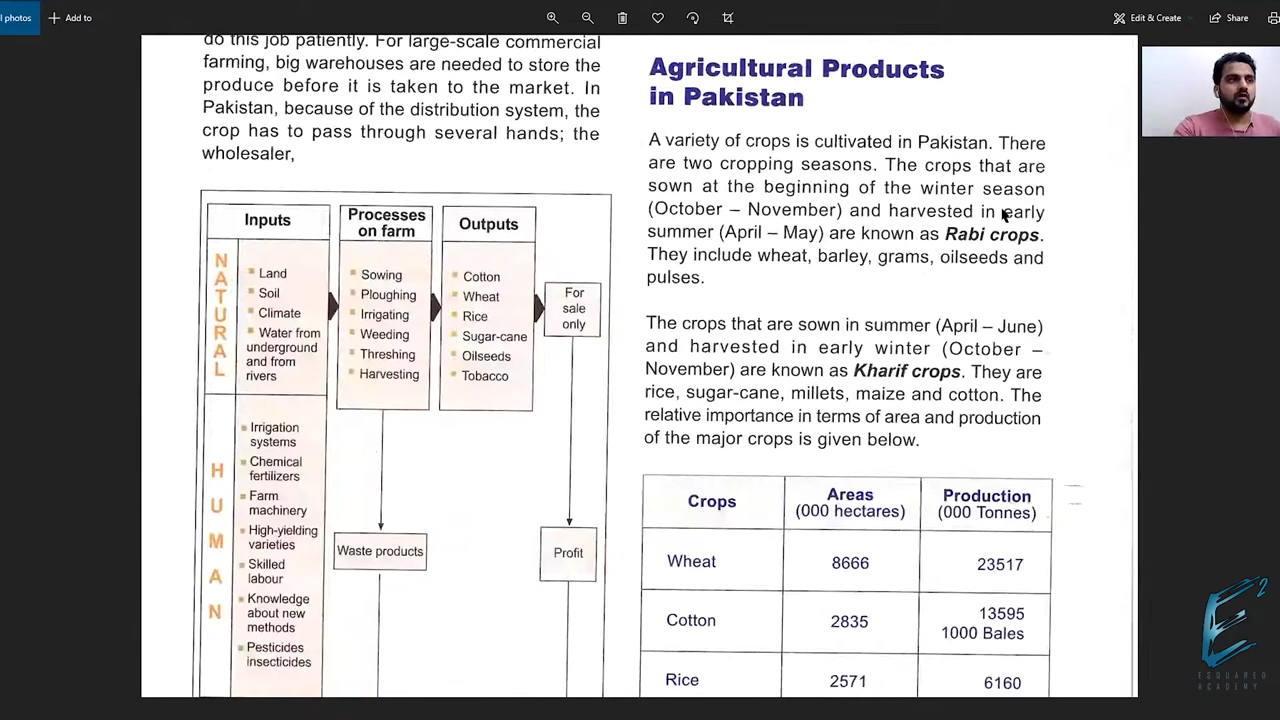 l photos
Add to
Edit & Create
Share
do this job patiently. For large-scale commercial
farming, big warehouses are needed to store the
produce before it is taken to the market. In
Pakistan, because of the distribution system, the
crop has to pass through several hands; the
wholesaler,
Inputs
Processes
on farm
Outputs
NATURAL
Land
Soil
Climate
Water from
underground
and from
rivers
Sowing
Ploughing
Irrigating
Weeding
Threshing
Harvesting
Cotton
Wheat
Rice
Sugar-cane
Oilseeds
Tobacco
For
sale
only
HUMAN
Irrigation
systems
Chemical
fertilizers
Farm
machinery
High-yielding
varieties
Skilled
labour
Knowledge
about new
methods
Pesticides
insecticides
Waste products
Profit
Agricultural Products
in Pakistan
A variety of crops is cultivated in Pakistan. There
are two cropping seasons. The crops that are
sown at the beginning of the winter season
(October – November) and harvested in early
summer (April – May) are known as Rabi crops.
They include wheat, barley, grams, oilseeds and
pulses.
The crops that are sown in summer (April – June)
and harvested in early winter (October –
November) are known as Kharif crops. They are
rice, sugar-cane, millets, maize and cotton. The
relative importance in terms of area and production
of the major crops is given below.
Crops
Areas
(000 hectares)
Production
(000 Tonnes)
Wheat
8666
23517
Cotton
2835
13595
1000 Bales
Rice
2571
6160
E2
ESQUARED
ACADEMY